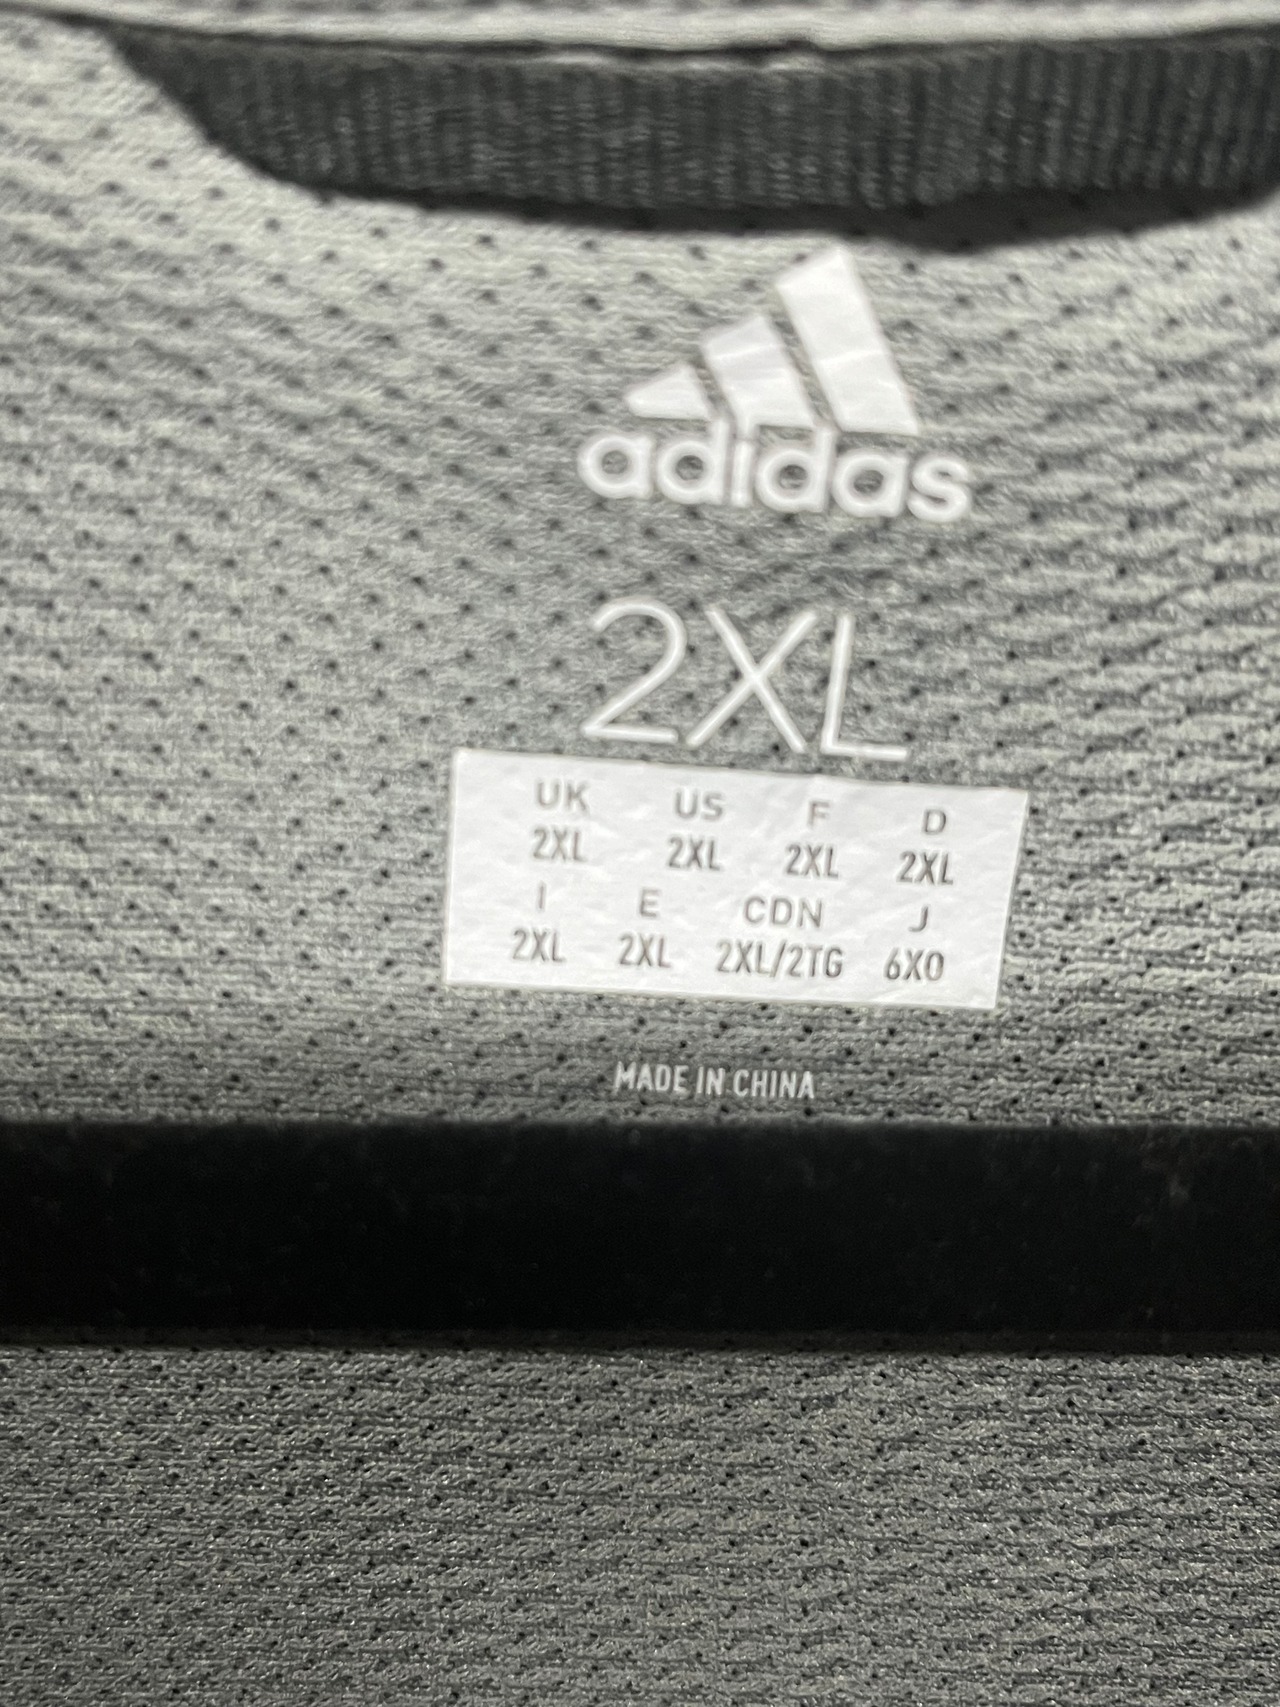 adidas
2XL
UK US F D
2XL 2XL 2XL 2XL
I E CDN J
2XL 2XL 2XL/2TG 6XO
MADE IN CHINA